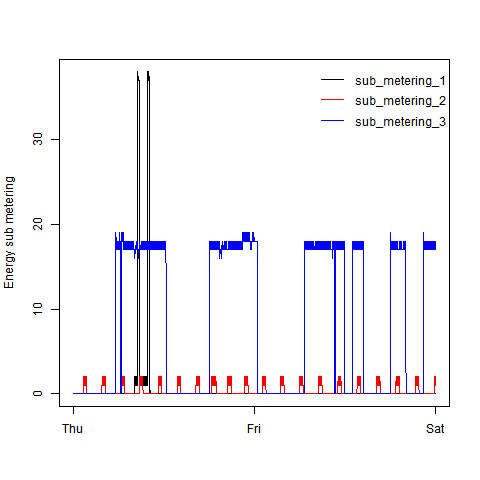 sub_metering_1
sub_metering_2
sub_metering_3
Energy sub metering
30
20
10
0
Thu Fri Sat